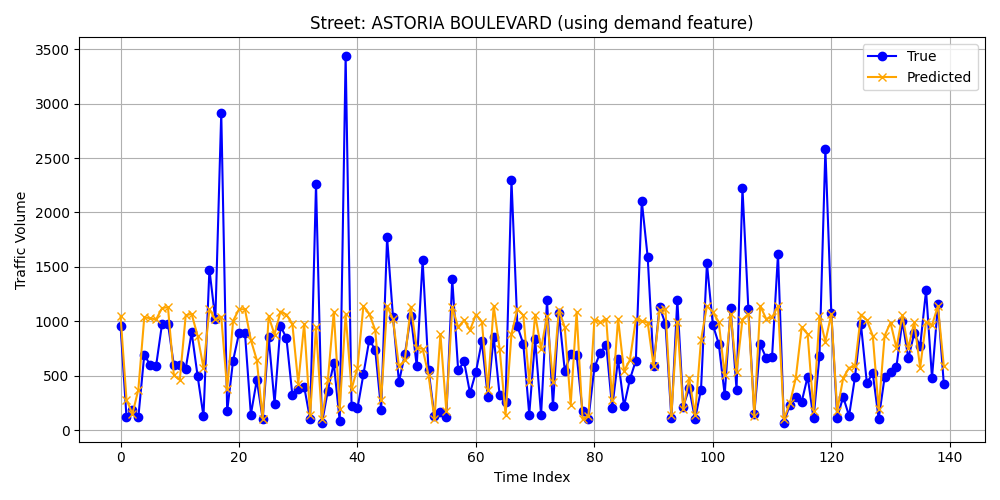 Street: ASTORIA BOULEVARD (using demand feature)
True
Predicted
Traffic Volume
3500
3000
2500
2000
1500
1000
500
0
0 20 40 60 80 100 120 140
Time Index